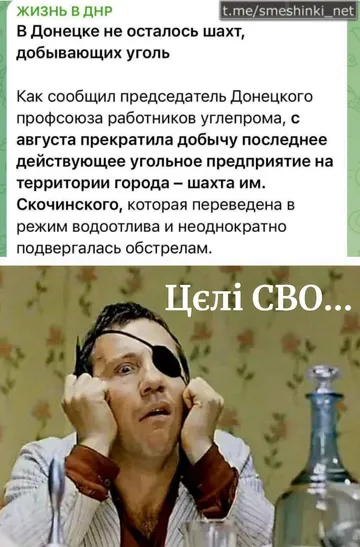 ЖИЗНЬ В ДНР
t.me/smeshinki_net
В Донецке не осталось шахт,
добывающих уголь
Как сообщил председатель Донецкого
профсоюза работников углепрома, с
августа прекратила добычу последнее
действующее угольное предприятие на
территории города – шахта им.
Скочинского, которая переведена в
режим водоотлива и неоднократно
подвергалась обстрелам.
Цєлі СВО...